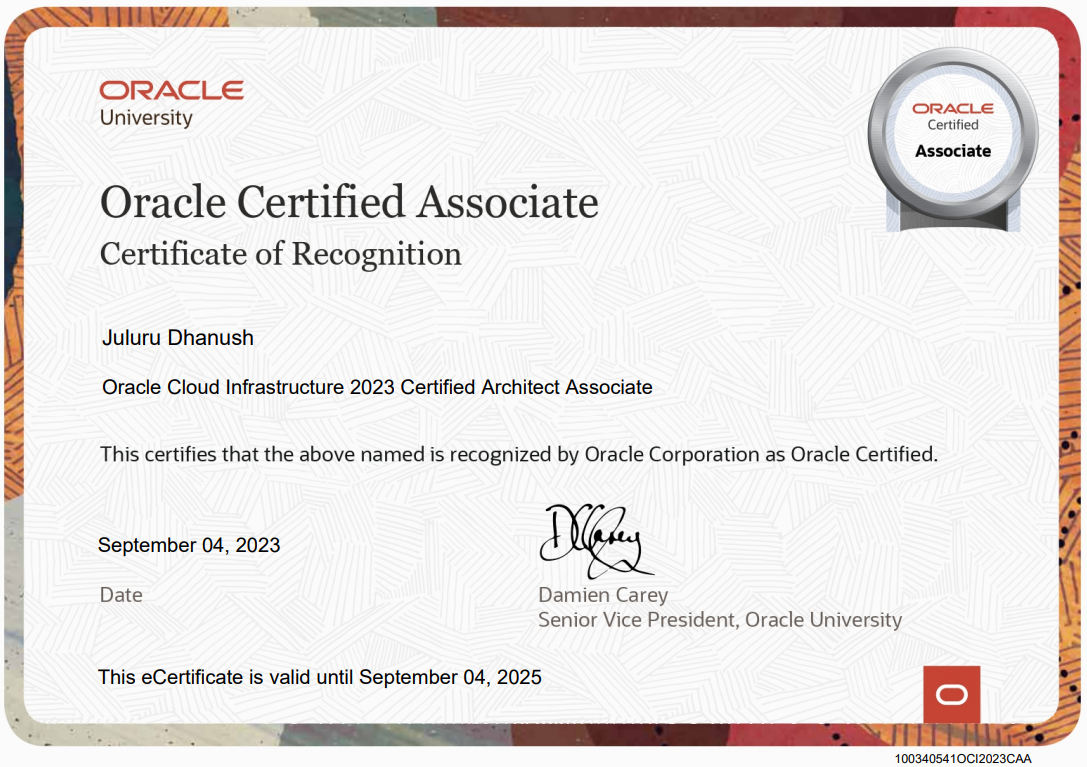 ORACLE
University
ORACLE
Certified
Associate
Oracle Certified Associate
Certificate of Recognition
Juluru Dhanush
Oracle Cloud Infrastructure 2023 Certified Architect Associate
This certifies that the above named is recognized by Oracle Corporation as Oracle Certified.
September 04, 2023
Date
DCarey
Damien Carey
Senior Vice President, Oracle University
This eCertificate is valid until September 04, 2025
100340541OCI2023CAA